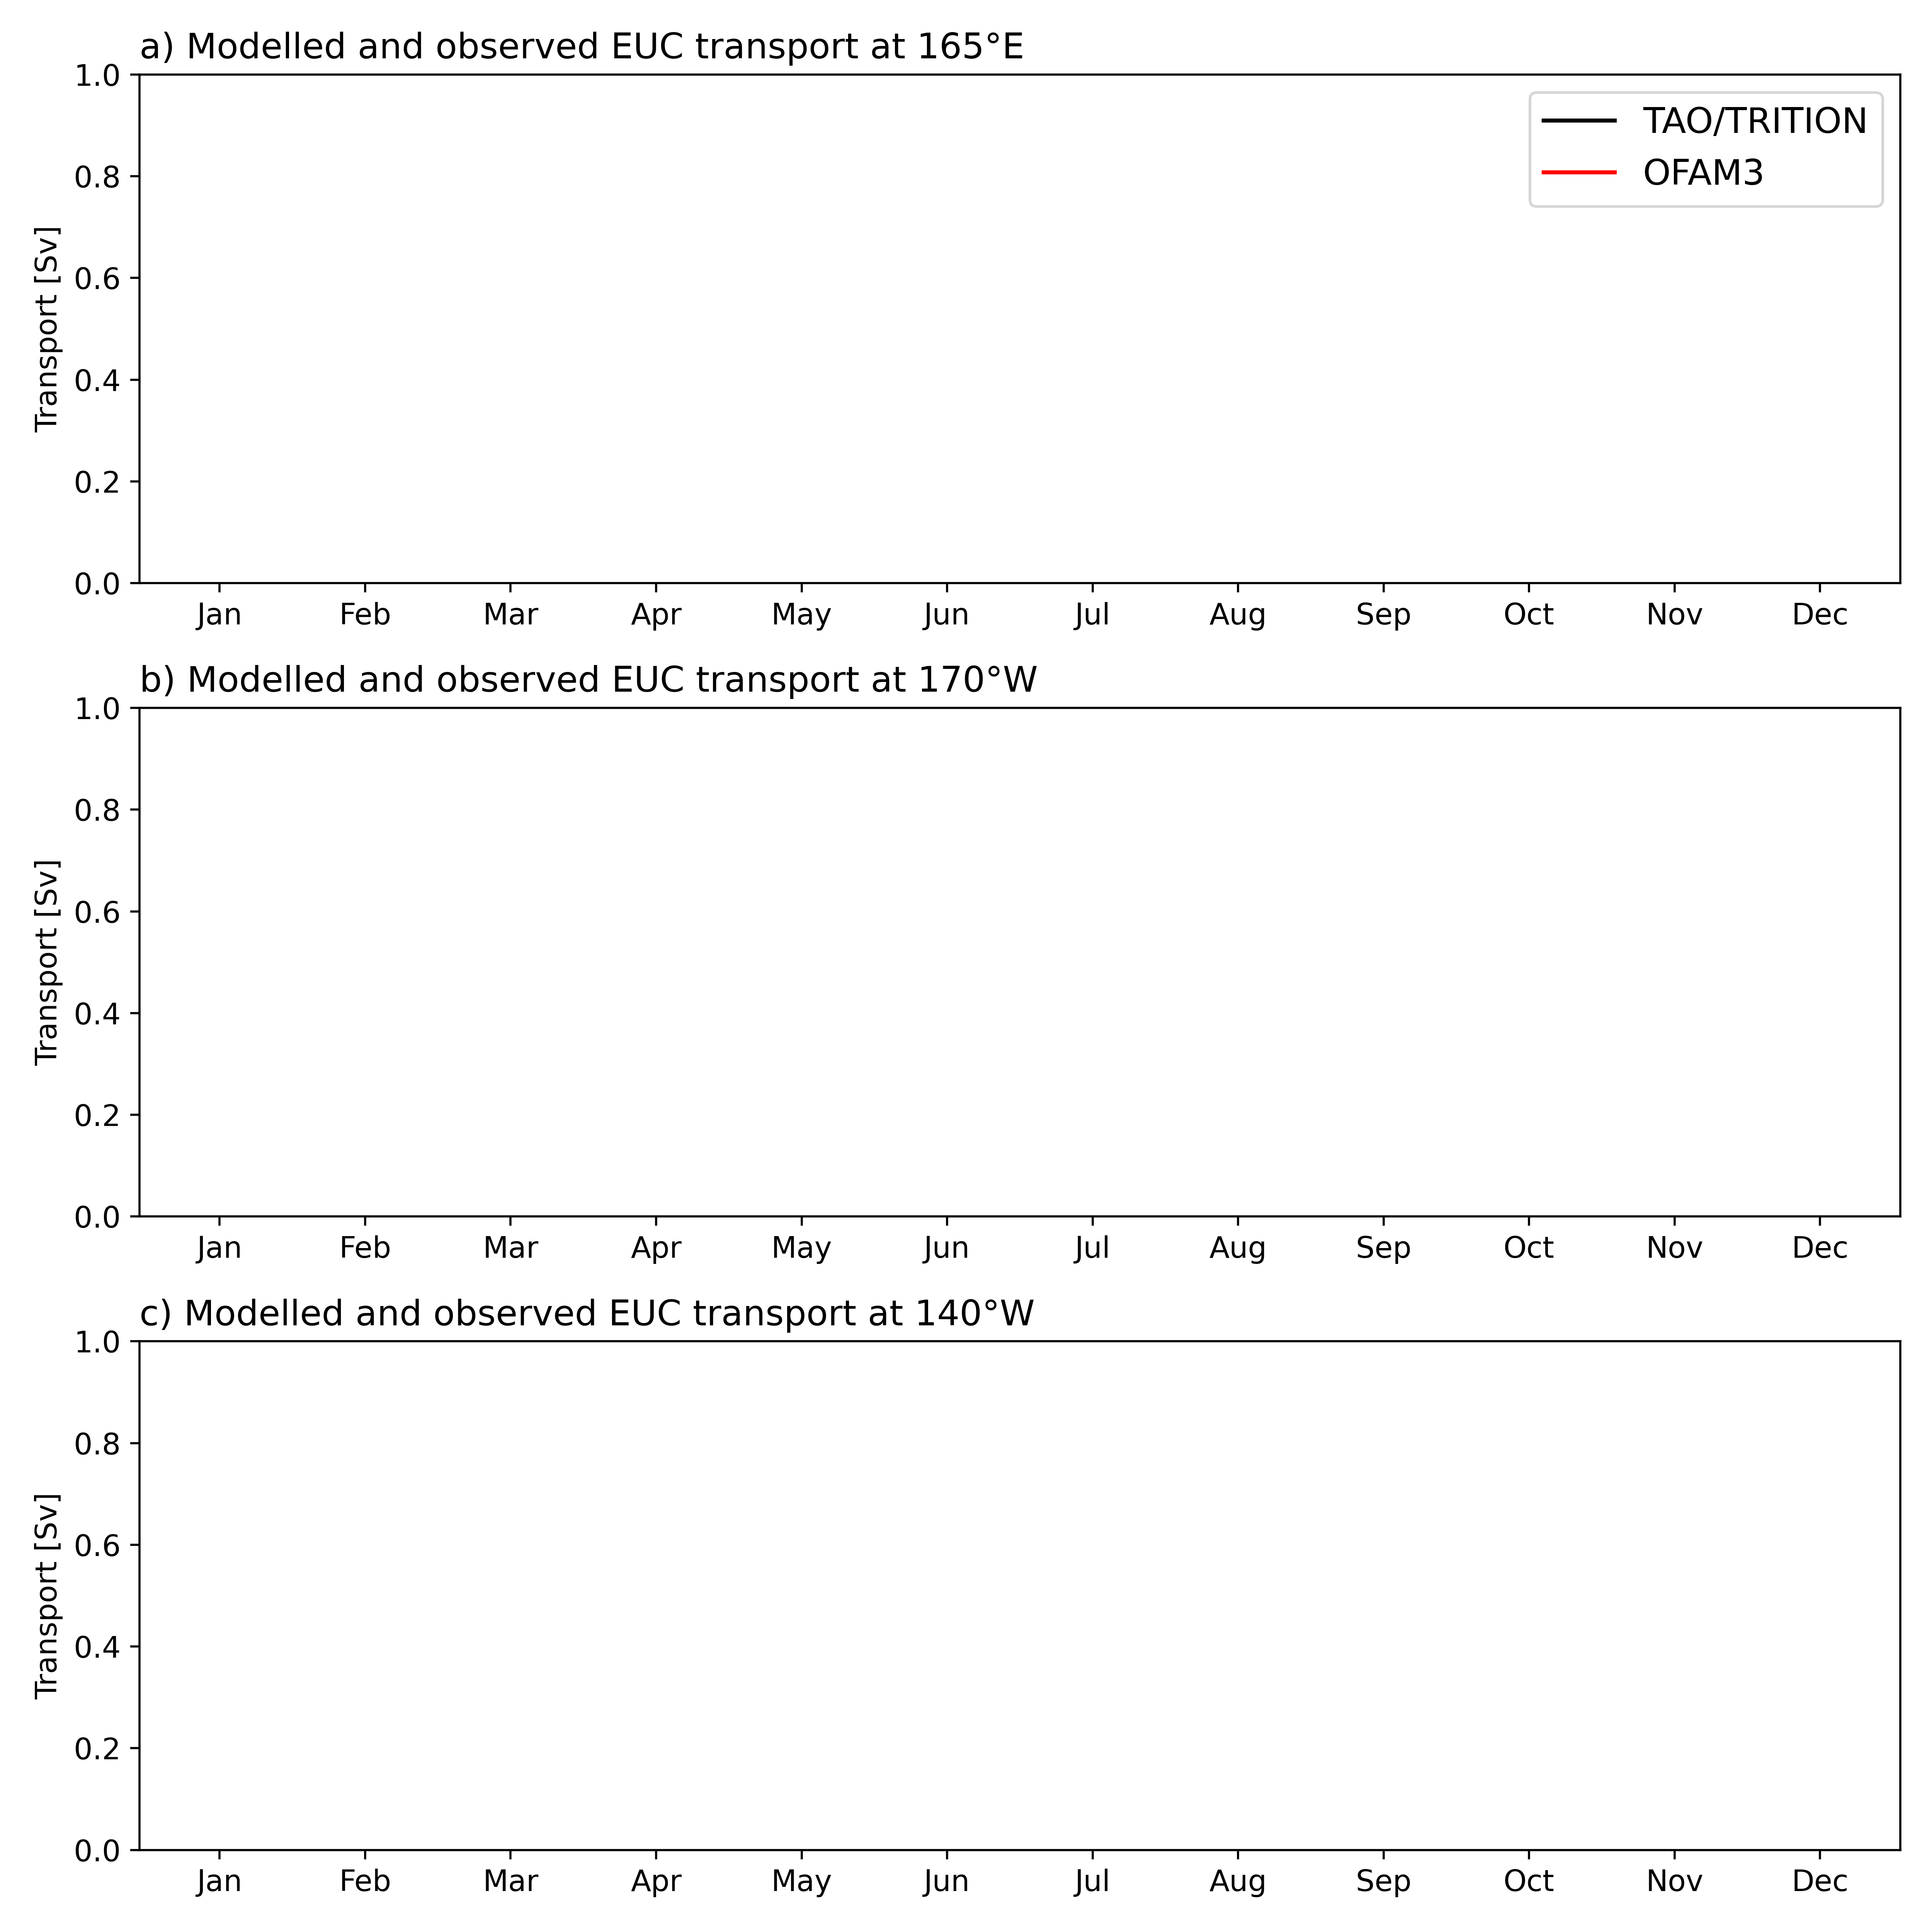 a) Modelled and observed EUC transport at 165°E
1.0
0.8
0.6
0.4
0.2
0.0
Transport [Sv]
TAO/TRITION
OFAM3
Jan Feb Mar Apr May Jun Jul Aug Sep Oct Nov Dec
b) Modelled and observed EUC transport at 170°W
1.0
0.8
0.6
0.4
0.2
0.0
Transport [Sv]
Jan Feb Mar Apr May Jun Jul Aug Sep Oct Nov Dec
c) Modelled and observed EUC transport at 140°W
1.0
0.8
0.6
0.4
0.2
0.0
Transport [Sv]
Jan Feb Mar Apr May Jun Jul Aug Sep Oct Nov Dec